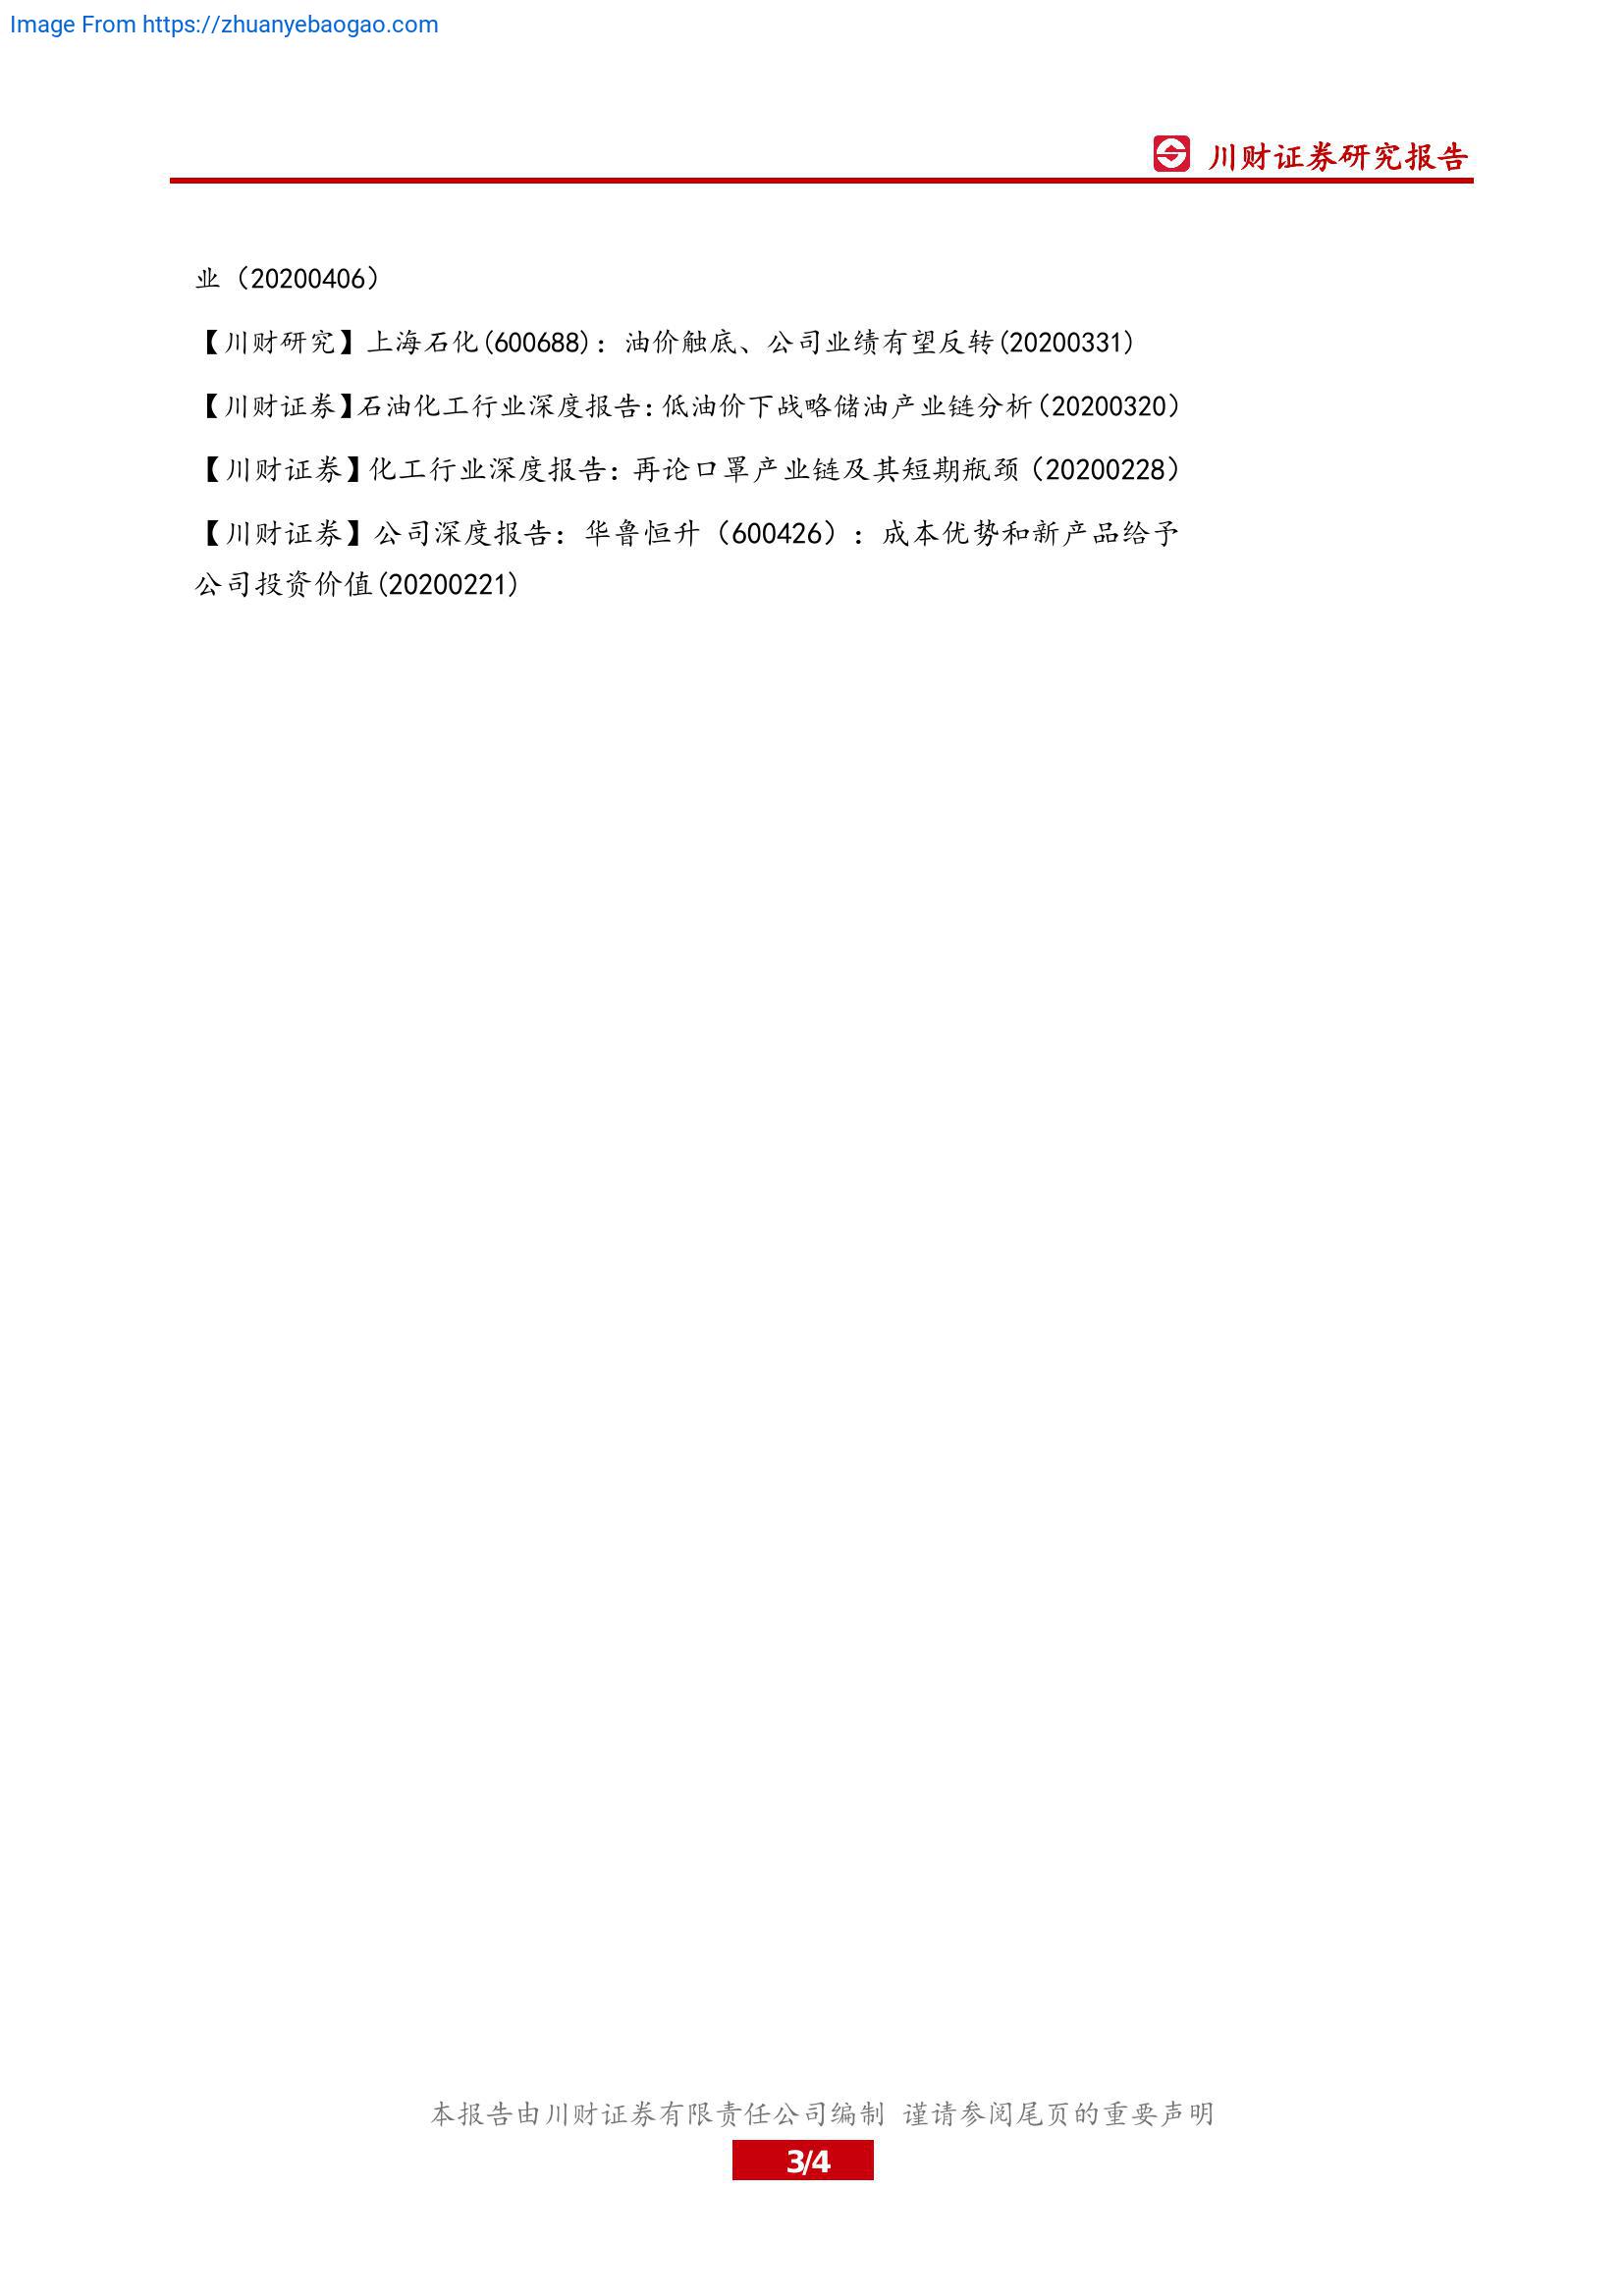 Image From https://zhuanyebaogao.com
川财证券研究报告
业（20200406）
【川财研究】上海石化(600688)：油价触底、公司业绩有望反转(20200331)
【川财证券】石油化工行业深度报告：低油价下战略储油产业链分析（20200320）
【川财证券】化工行业深度报告：再论口罩产业链及其短期瓶颈（20200228）
【川财证券】公司深度报告：华鲁恒升（600426）：成本优势和新产品给予
公司投资价值(20200221)
本报告由川财证券有限责任公司编制 谨请参阅尾页的重要声明
3/4